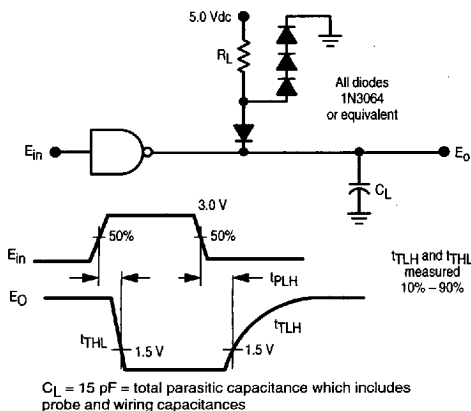 5.0 Vdc
RL
All diodes
1N3064
or equivalent
Ein
Eo
CL
3.0 V
50%
50%
Ein
tPLH
tTLH and tTHL
measured
10% – 90%
EO
tTHL
1.5 V
tTLH
1.5 V
CL = 15 pF = total parasitic capacitance which includes
probe and wiring capacitances